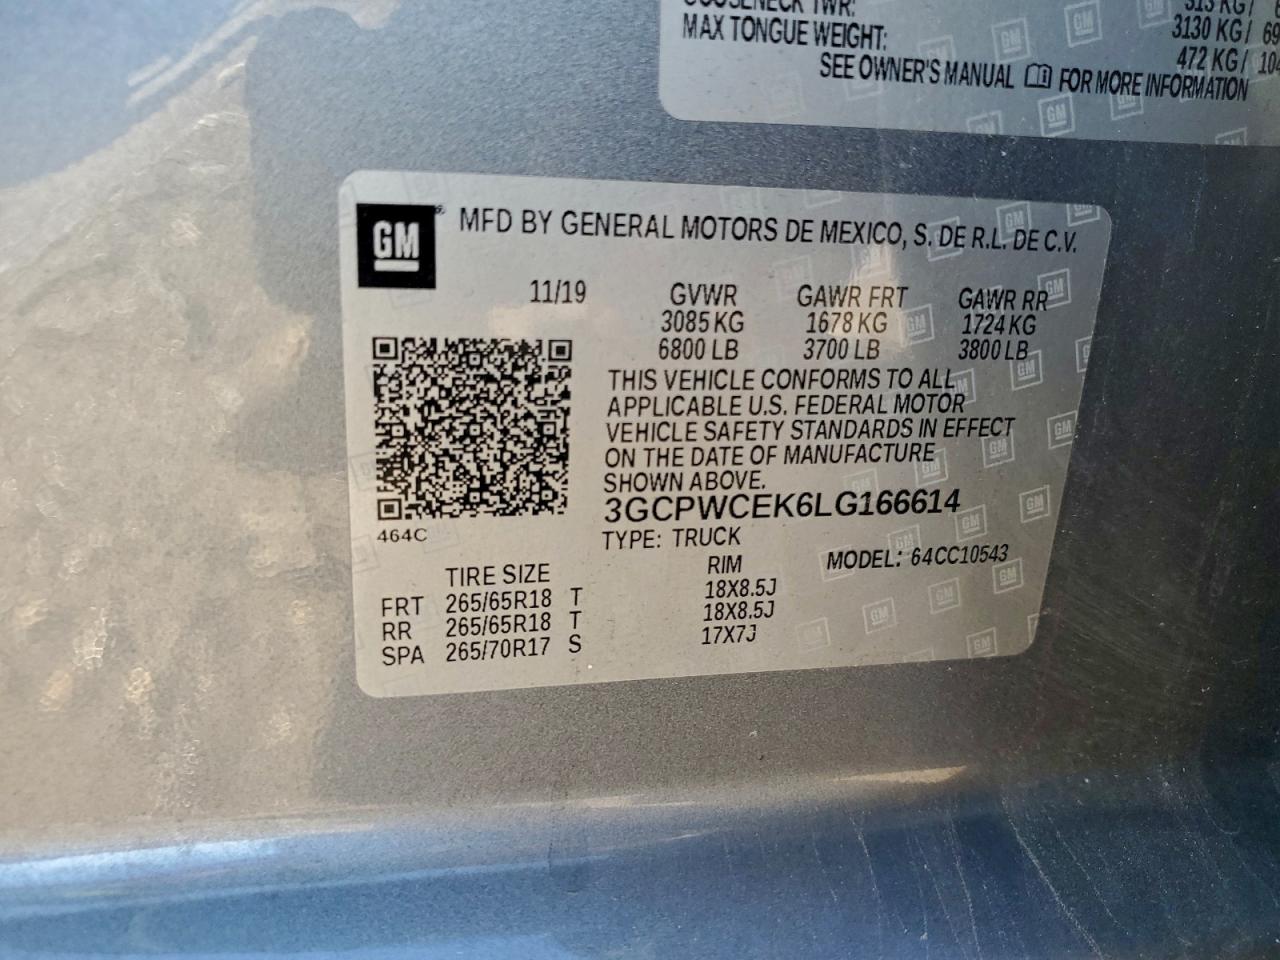 GOOSENECK TWR:
MAX TONGUE WEIGHT:
3130 KG/
472 KG/
SEE OWNER'S MANUAL FOR MORE INFORMATION
GM
MFD BY GENERAL MOTORS DE MEXICO, S. DE R.L. DE C.V.
11/19 GVWR GAWR FRT GAWR RR
3085 KG 1678 KG 1724 KG
6800 LB 3700 LB 3800 LB
THIS VEHICLE CONFORMS TO ALL
APPLICABLE U.S. FEDERAL MOTOR
VEHICLE SAFETY STANDARDS IN EFFECT
ON THE DATE OF MANUFACTURE
SHOWN ABOVE.
3GCPWCEK6LG166614
464C
TYPE: TRUCK
MODEL: 64CC10543
TIRE SIZE RIM
FRT 265/65R18 T 18X8.5J
RR 265/65R18 T 18X8.5J
SPA 265/70R17 S 17X7J